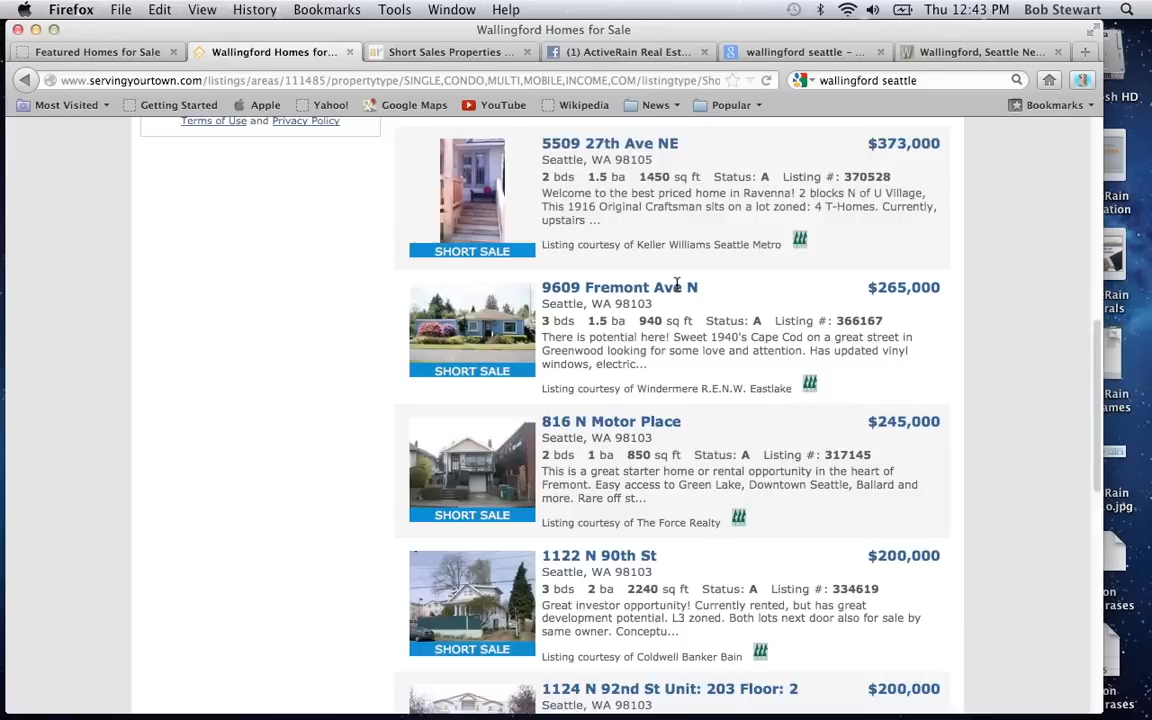 Firefox File Edit View History Bookmarks Tools Window Help Thu 12:43 PM Bob Stewart
Wallingford Homes for Sale
Featured Homes for Sale Wallingford Homes for... Short Sales Properties ... (1) ActiveRain Real Est... wallingford seattle – ... Wallingford, Seattle Ne...
www.servingyourtown.com/listings/areas/111485/propertytype/SINGLE,CONDO,MULTI,MOBILE,INCOME,COM/listingtype/Sho wallingford seattle
Most Visited Getting Started Apple Yahoo! Google Maps YouTube Wikipedia News Popular Bookmarks
Terms of Use and Privacy Policy
5509 27th Ave NE $373,000
Seattle, WA 98105
2 bds 1.5 ba 1450 sq ft Status: A Listing #: 370528
Welcome to the best priced home in Ravenna! 2 blocks N of U Village,
This 1916 Original Craftsman sits on a lot zoned: 4 T-Homes. Currently,
upstairs ...
Listing courtesy of Keller Williams Seattle Metro
SHORT SALE
9609 Fremont Ave N $265,000
Seattle, WA 98103
3 bds 1.5 ba 940 sq ft Status: A Listing #: 366167
There is potential here! Sweet 1940's Cape Cod on a great street in
Greenwood looking for some love and attention. Has updated vinyl
windows, electric...
SHORT SALE
Listing courtesy of Windermere R.E.N.W. Eastlake
816 N Motor Place $245,000
Seattle, WA 98103
2 bds 1 ba 850 sq ft Status: A Listing #: 317145
This is a great starter home or rental opportunity in the heart of
Fremont. Easy access to Green Lake, Downtown Seattle, Ballard and
more. Rare off st...
SHORT SALE
Listing courtesy of The Force Realty
1122 N 90th St $200,000
Seattle, WA 98103
3 bds 2 ba 2240 sq ft Status: A Listing #: 334619
Great investor opportunity! Currently rented, but has great
development potential. L3 zoned. Both lots next door also for sale by
same owner. Conceptu...
SHORT SALE
Listing courtesy of Coldwell Banker Bain
1124 N 92nd St Unit: 203 Floor: 2 $200,000
Seattle, WA 98103